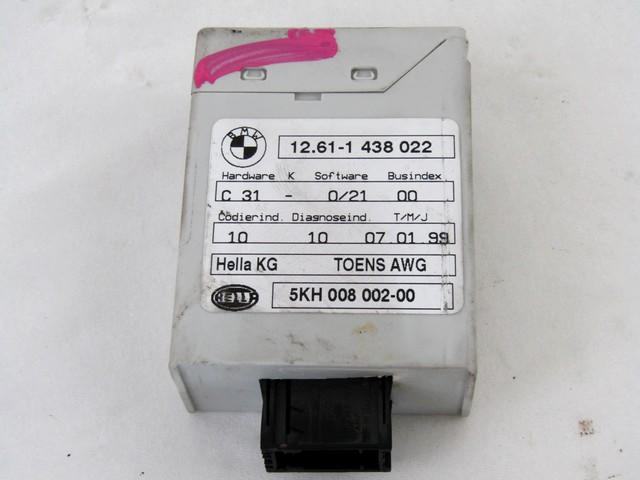 BMW
12.61-1 438 022
Hardware K Software Busindex
C 31 - 0/21 00
Codierind. Diagnoseind. T/M/J
10 10 07.01.99
Hella KG TOENS AWG
HELLA 5KH 008 002-00